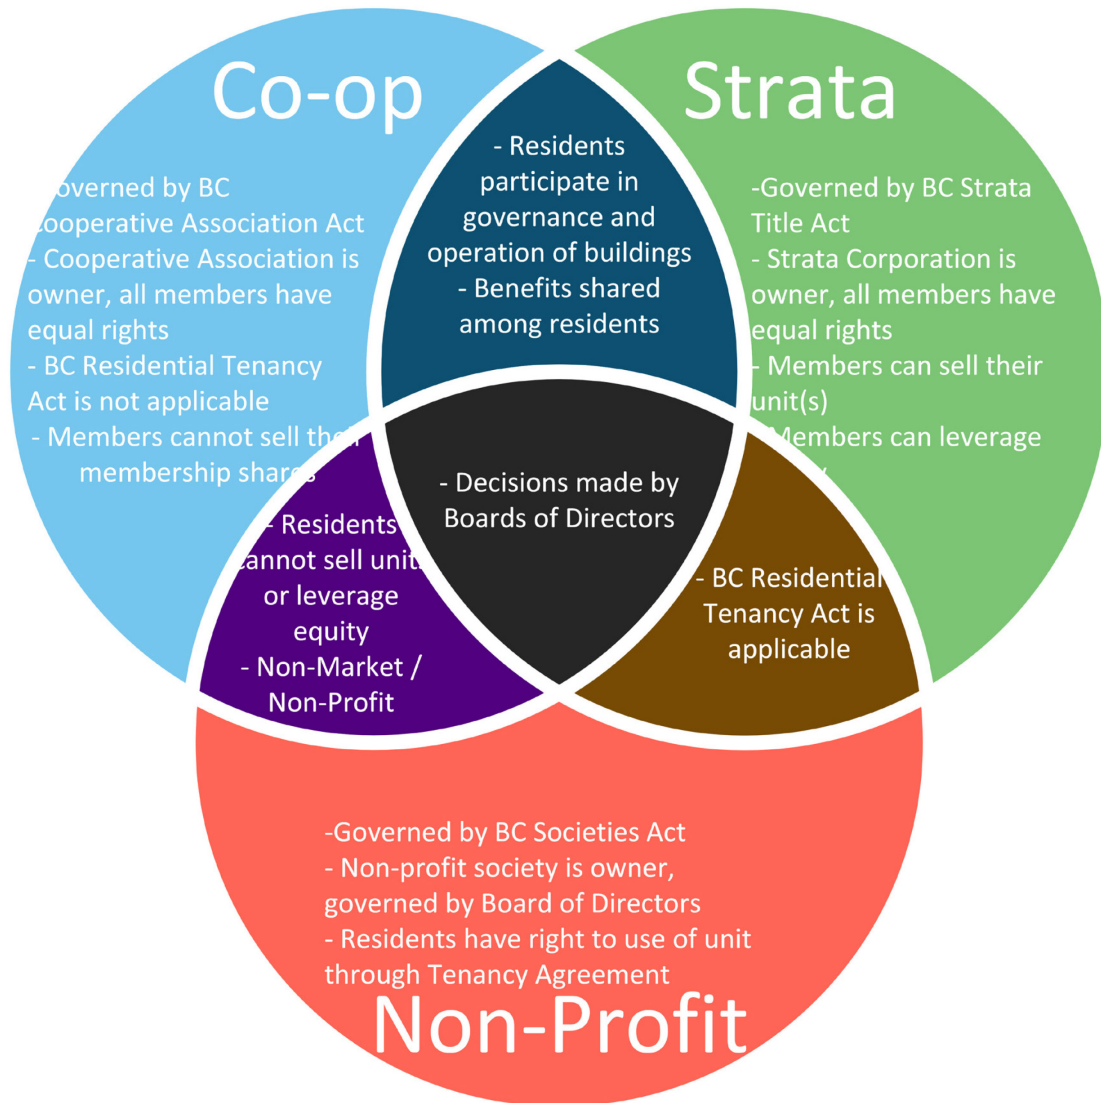 Co-op
overned by BC
ooperative Association Act
- Cooperative Association is
owner, all members have
equal rights
- BC Residential Tenancy
Act is not applicable
- Members cannot sell their
membership shares
- Residents
participate in
governance and
operation of buildings
- Benefits shared
among residents
Strata
-Governed by BC Strata
Title Act
- Strata Corporation is
owner, all members have
equal rights
- Members can sell their
unit(s)
Members can leverage
- Decisions made by
Boards of Directors
- Residents
cannot sell units
or leverage
equity
- Non-Market /
Non-Profit
- BC Residential
Tenancy Act is
applicable
-Governed by BC Societies Act
- Non-profit society is owner,
governed by Board of Directors
- Residents have right to use of unit
through Tenancy Agreement
Non-Profit